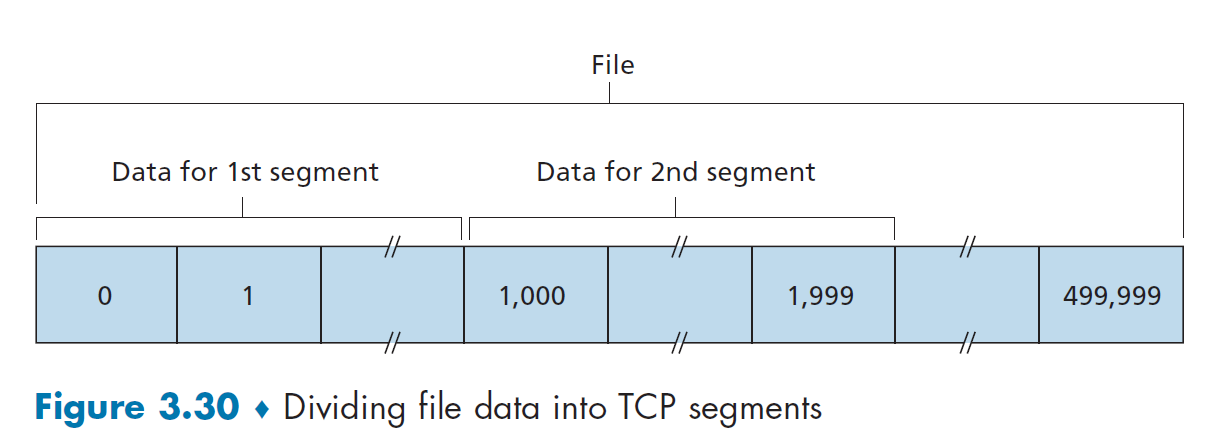 File
Data for 1st segment Data for 2nd segment
0 1 1,000 1,999 499,999
Figure 3.30 ♦ Dividing file data into TCP segments